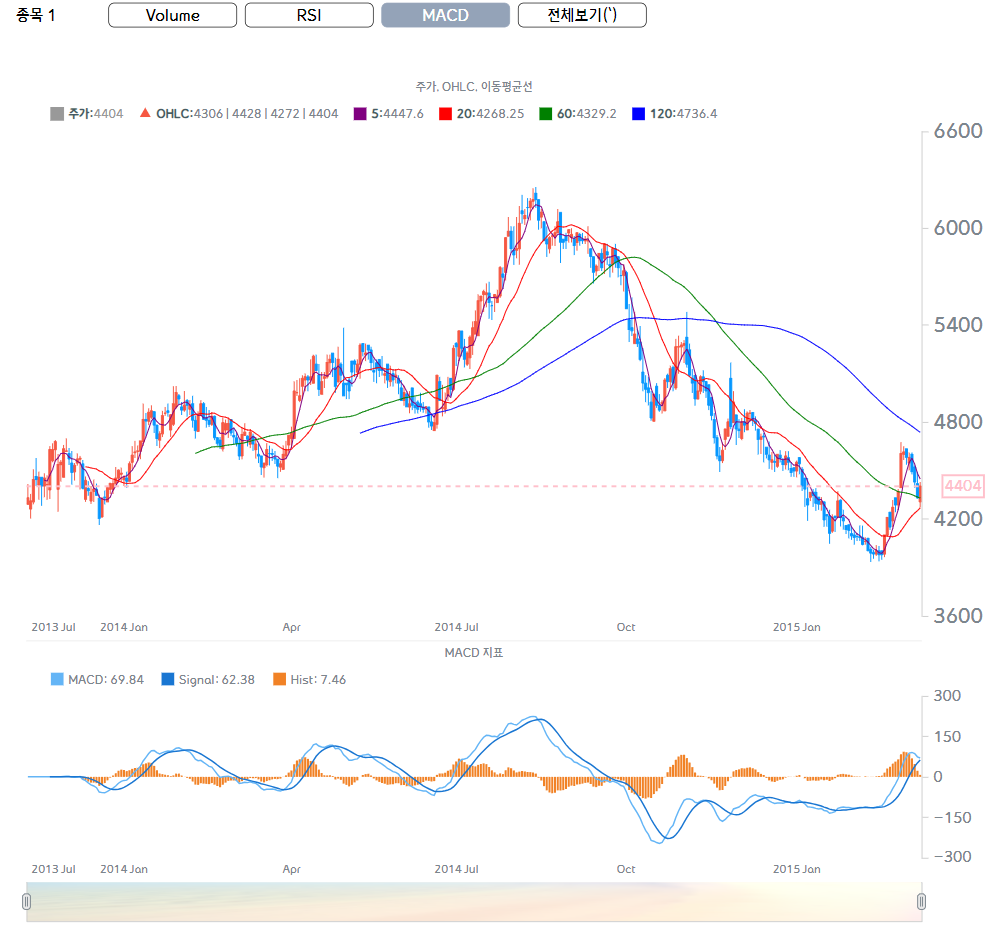 종목 1 Volume RSI MACD 전체보기(`)
주가, OHLC, 이동평균선
주가:4404 OHLC:4306 | 4428 | 4272 | 4404 5:4447.6 20:4268.25 60:4329.2 120:4736.4
6600
6000
5400
4800
4404
4200
3600
2013 Jul 2014 Jan Apr 2014 Jul Oct 2015 Jan
MACD 지표
MACD: 69.84 Signal: 62.38 Hist: 7.46
300
150
0
−150
−300
2013 Jul 2014 Jan Apr 2014 Jul Oct 2015 Jan